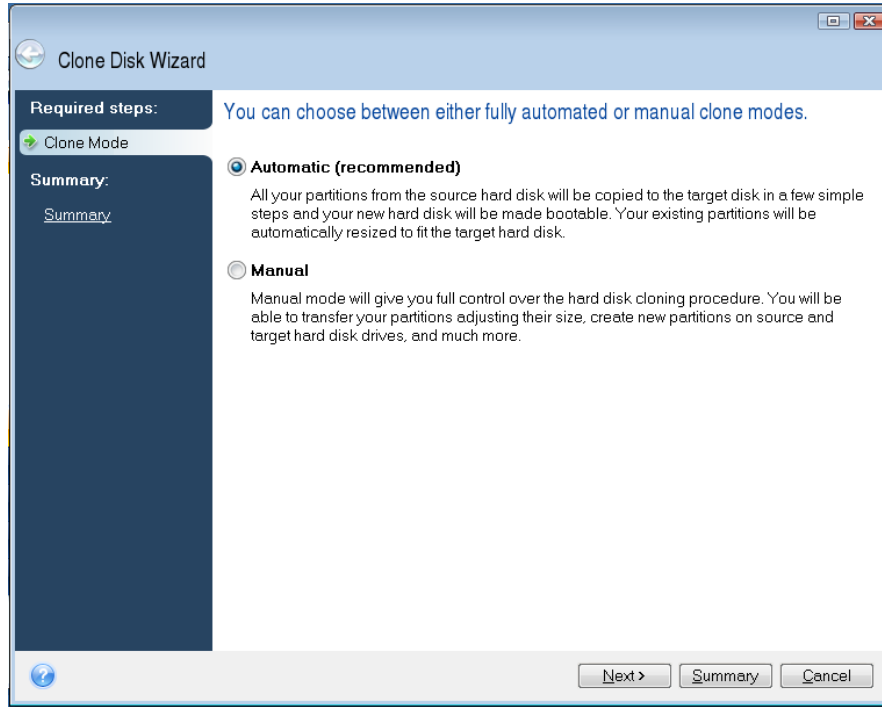 Clone Disk Wizard
Required steps:
Clone Mode
Summary:
Summary
You can choose between either fully automated or manual clone modes.
Automatic (recommended)
All your partitions from the source hard disk will be copied to the target disk in a few simple
steps and your new hard disk will be made bootable. Your existing partitions will be
automatically resized to fit the target hard disk.
Manual
Manual mode will give you full control over the hard disk cloning procedure. You will be
able to transfer your partitions adjusting their size, create new partitions on source and
target hard disk drives, and much more.
?
Next >
Summary
Cancel